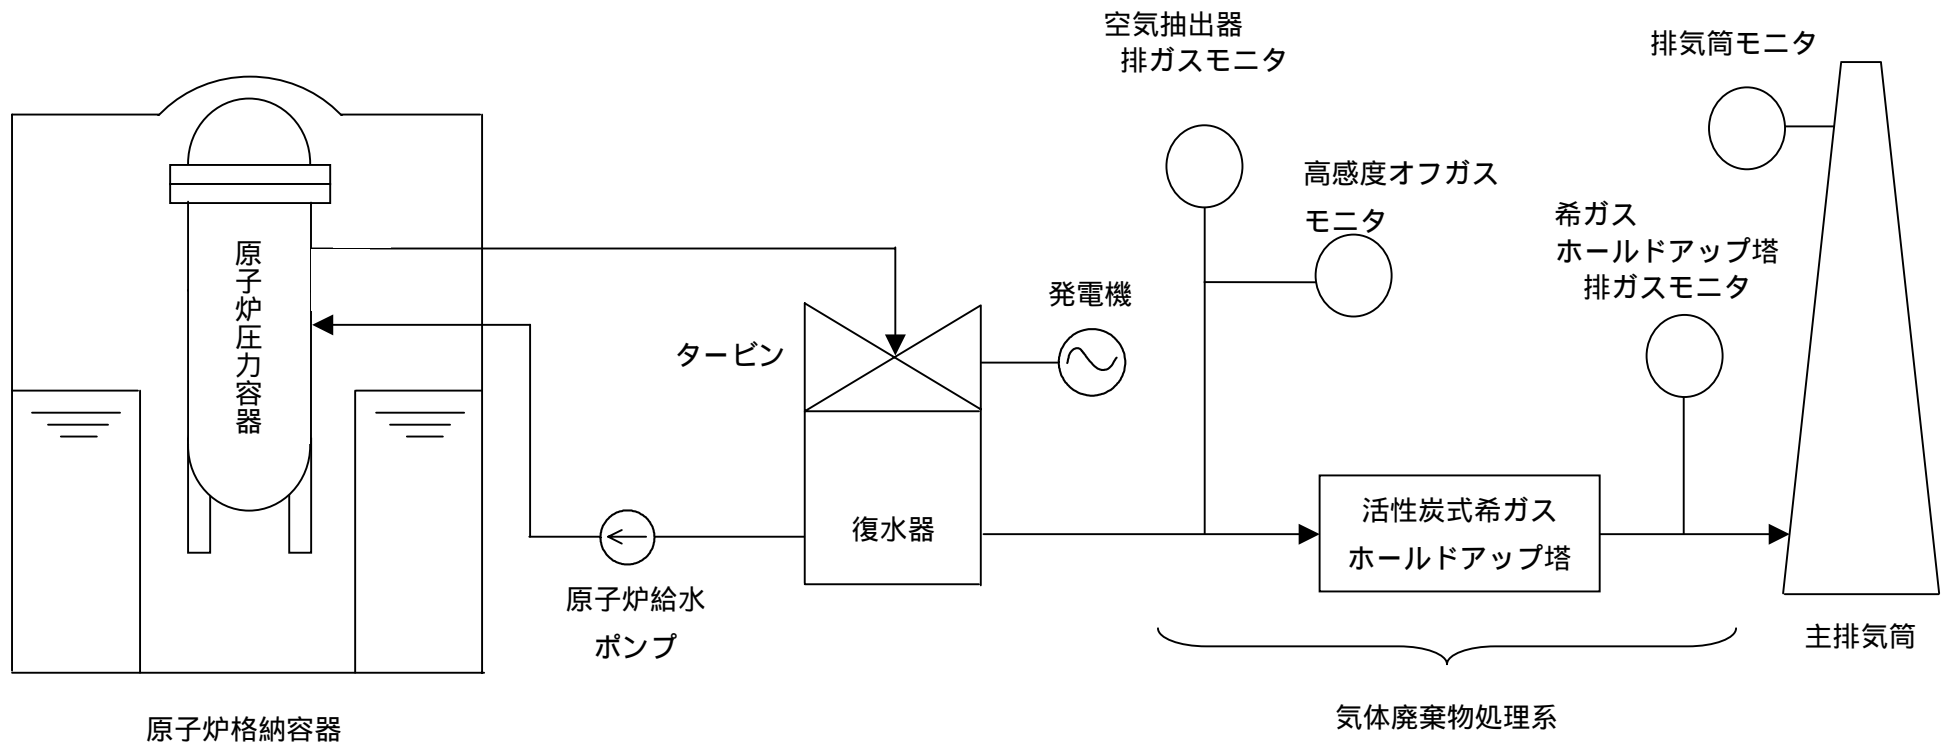 空気抽出器
排ガスモニタ
排気筒モニタ
高感度オフガス
モニタ
希ガス
ホールドアップ塔
排ガスモニタ
原子炉圧力容器
発電機
タービン
復水器
活性炭式希ガス
ホールドアップ塔
原子炉給水
ポンプ
主排気筒
気体廃棄物処理系
原子炉格納容器